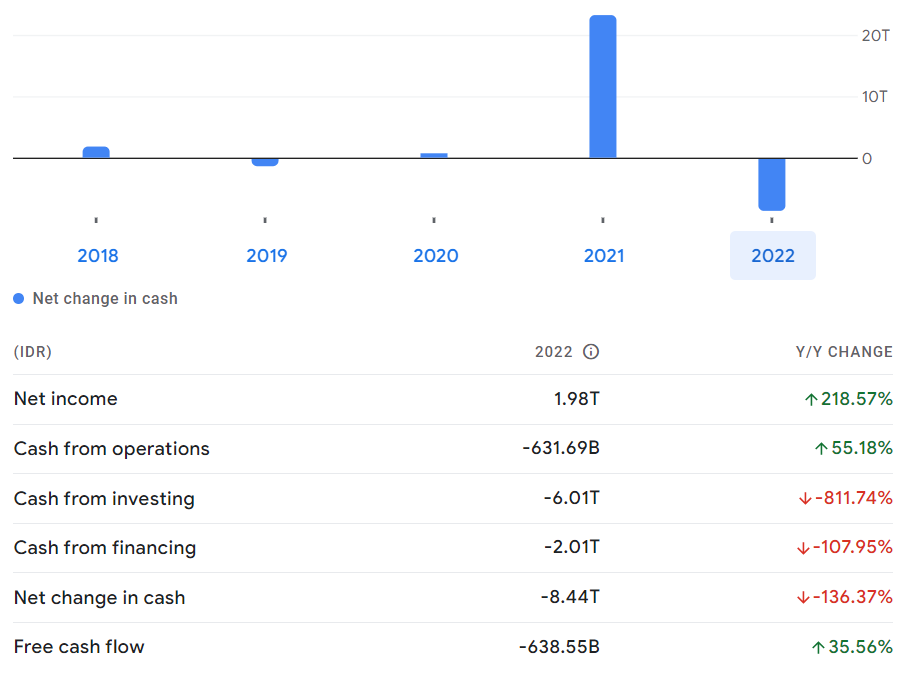 20T
10T
0
2018 2019 2020 2021 2022
Net change in cash
(IDR) 2022 Y/Y CHANGE
Net income 1.98T ↑218.57%
Cash from operations -631.69B ↑55.18%
Cash from investing -6.01T ↓-811.74%
Cash from financing -2.01T ↓-107.95%
Net change in cash -8.44T ↓-136.37%
Free cash flow -638.55B ↑35.56%